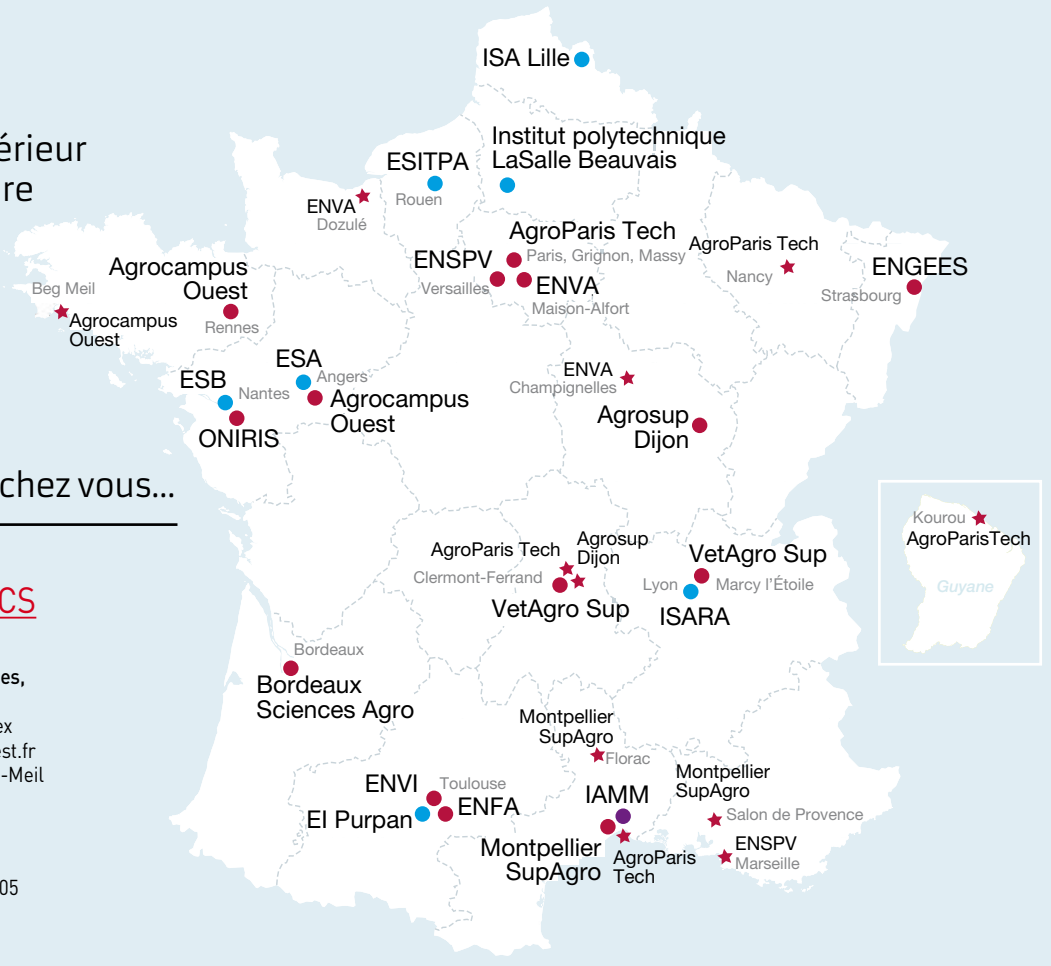 ISA Lille
érieur
re
Institut polytechnique
LaSalle Beauvais
ESITPA
Rouen
ENVA
Dozulé
AgroParis Tech
Paris, Grignon, Massy
ENSPV
Versailles
ENVA
Maison-Alfort
AgroParis Tech
Nancy
ENGEES
Strasbourg
Agrocampus
Ouest
Rennes
Beg Meil
Agrocampus
Ouest
ESA
Angers
Agrocampus
Ouest
ESB
Nantes
ONIRIS
ENVA
Champignelles
Agrosup
Dijon
chez vous...
Kourou
AgroParisTech
Guyane
AgroParis Tech
Agrosup
Dijon
Clermont-Ferrand
VetAgro Sup
VetAgro Sup
Lyon
Marcy l'Étoile
ISARA
CS
es,
ex
est.fr
-Meil
05
Bordeaux
Bordeaux
Sciences Agro
Montpellier
SupAgro
Florac
ENVI
Toulouse
EI Purpan
ENFA
IAMM
Montpellier
SupAgro
AgroParis
Tech
Montpellier
SupAgro
Salon de Provence
ENSPV
Marseille